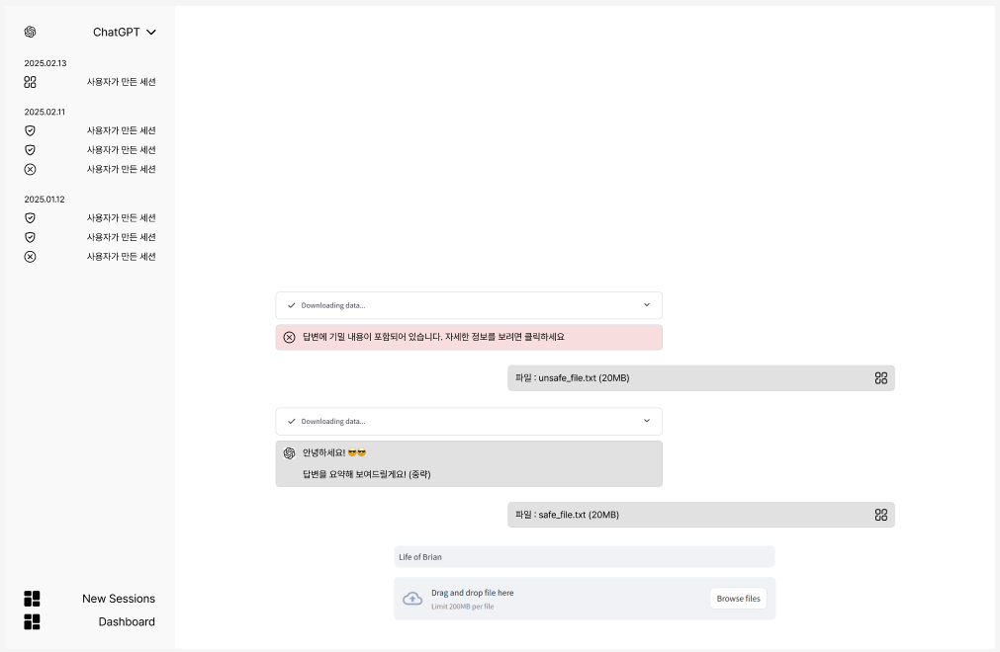 ChatGPT
2025.02.13
사용자가 만든 세션
2025.02.11
사용자가 만든 세션
사용자가 만든 세션
사용자가 만든 세션
2025.01.12
사용자가 만든 세션
사용자가 만든 세션
사용자가 만든 세션
New Sessions
Dashboard
Downloading data...
답변에 기밀 내용이 포함되어 있습니다. 자세한 정보를 보려면 클릭하세요
파일 : unsafe_file.txt (20MB)
Downloading data...
안녕하세요! 😎😎
답변을 요약해 보여드릴게요! (중략)
파일 : safe_file.txt (20MB)
Life of Brian
Drag and drop file here
Limit 200MB per file
Browse files